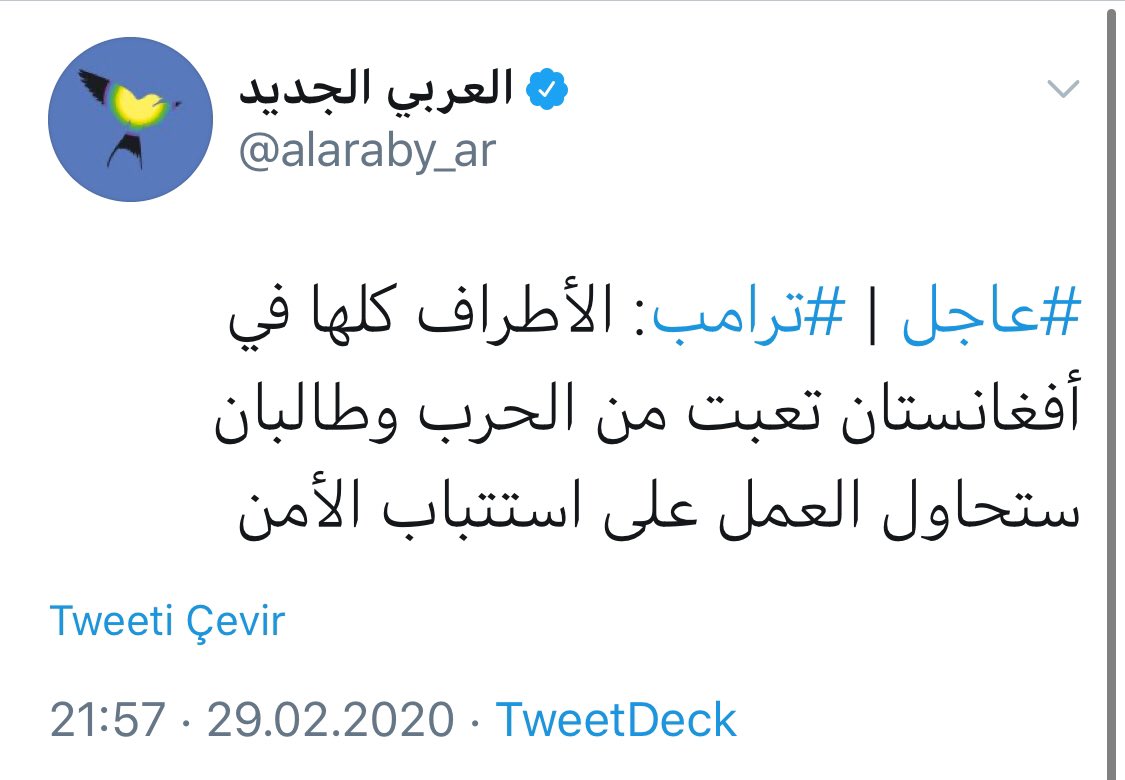 العربي الجديد
@alaraby_ar
#عاجل | #ترامب: الأطراف كلها في
أفغانستان تعبت من الحرب وطالبان
ستحاول العمل على استتباب الأمن
Tweeti Çevir
21:57 · 29.02.2020 · TweetDeck